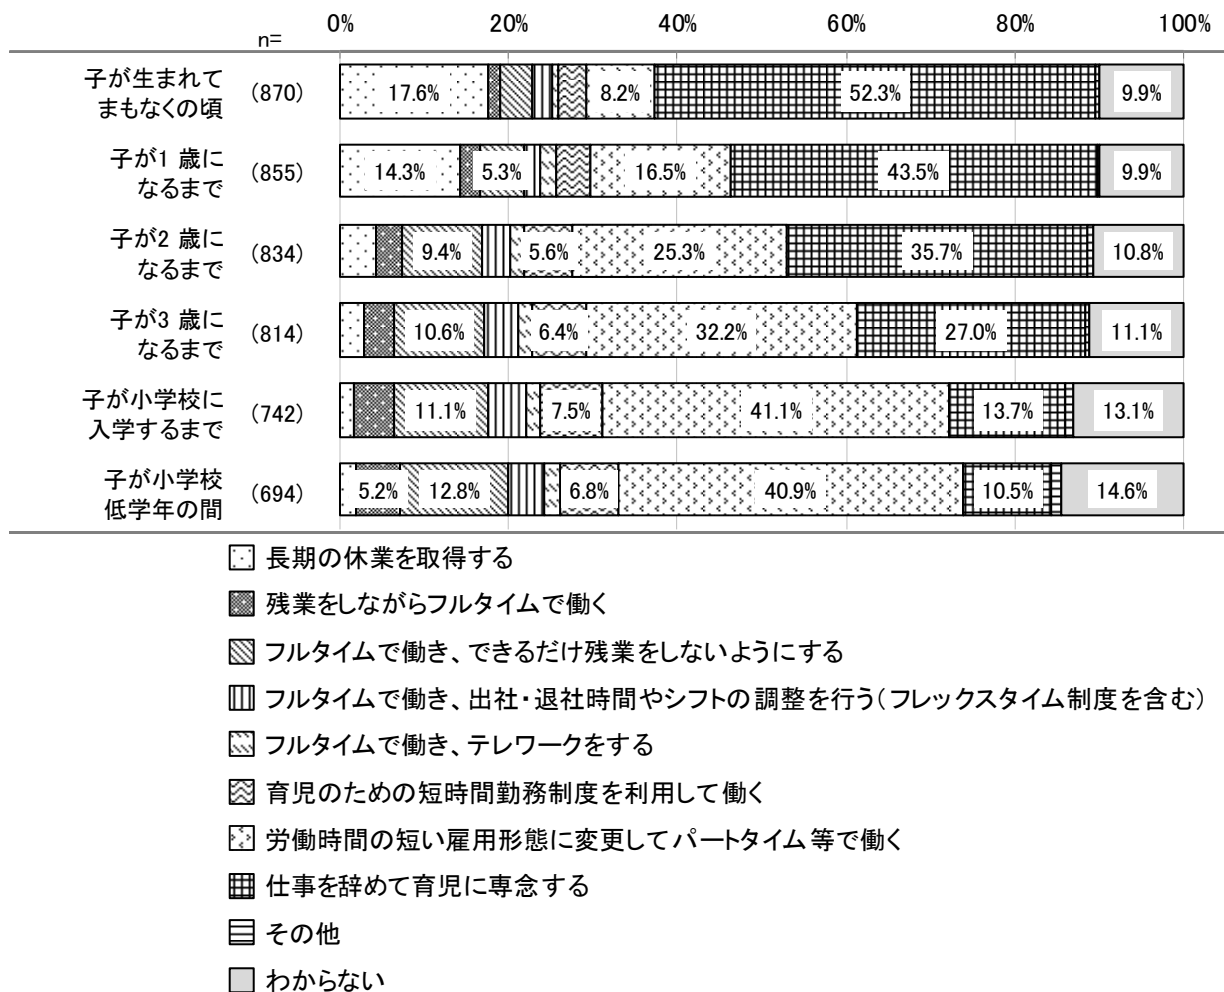 0% 20% 40% 60% 80% 100%
n=
子が生まれて
まもなくの頃
(870) 17.6% 8.2% 52.3% 9.9%
子が1 歳に
なるまで
(855) 14.3% 5.3% 16.5% 43.5% 9.9%
子が2 歳に
なるまで
(834) 9.4% 5.6% 25.3% 35.7% 10.8%
子が3 歳に
なるまで
(814) 10.6% 6.4% 32.2% 27.0% 11.1%
子が小学校に
入学するまで
(742) 11.1% 7.5% 41.1% 13.7% 13.1%
子が小学校
低学年の間
(694) 5.2% 12.8% 6.8% 40.9% 10.5% 14.6%
長期の休業を取得する
残業をしながらフルタイムで働く
フルタイムで働き、できるだけ残業をしないようにする
フルタイムで働き、出社・退社時間やシフトの調整を行う(フレックスタイム制度を含む)
フルタイムで働き、テレワークをする
育児のための短時間勤務制度を利用して働く
労働時間の短い雇用形態に変更してパートタイム等で働く
仕事を辞めて育児に専念する
その他
わからない